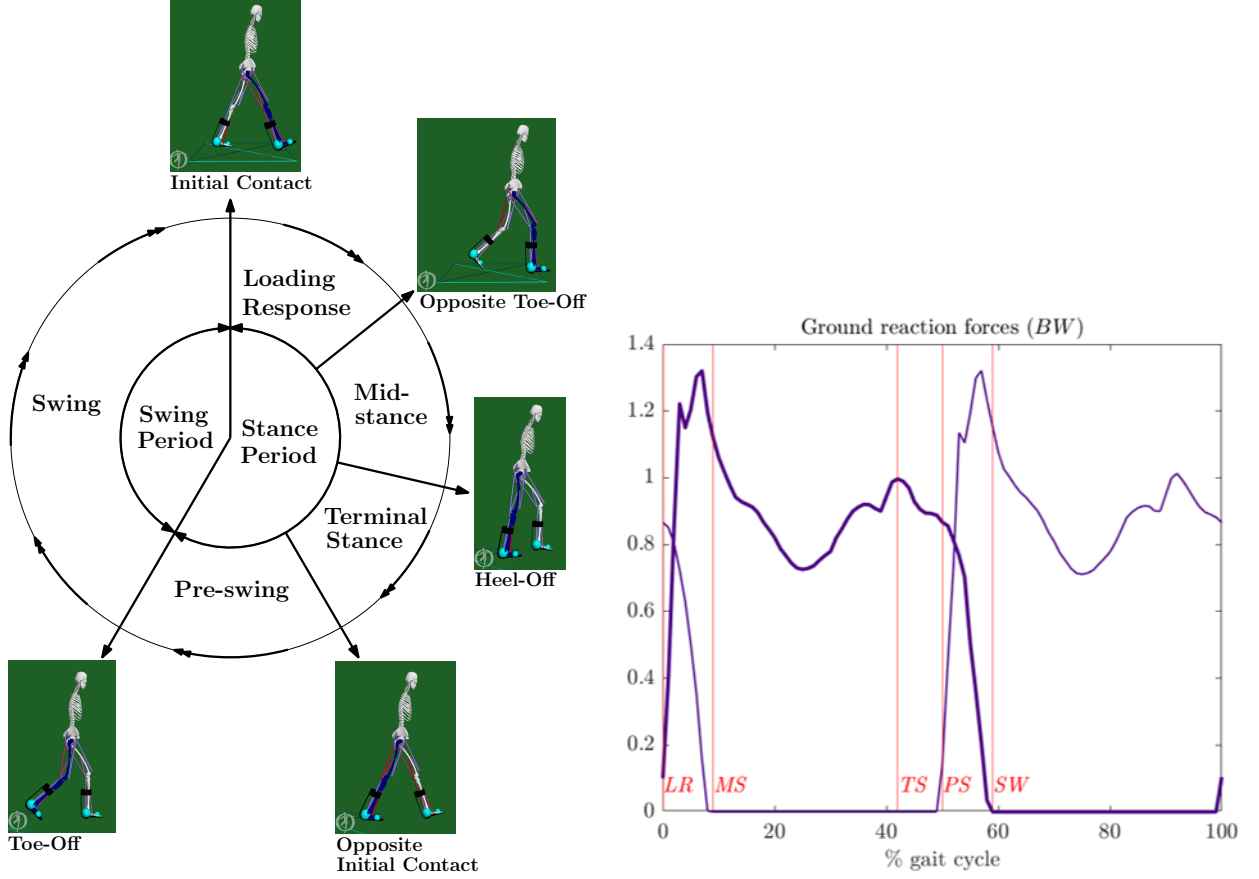 Initial Contact
Opposite Toe-Off
Loading
Response
Mid-
stance
Swing
Swing
Period
Stance
Period
Terminal
Stance
Heel-Off
Pre-swing
Toe-Off
Opposite
Initial Contact
Ground reaction forces (BW)
1.4
1.2
1
0.8
0.6
0.4
0.2
0
LR MS TS PS SW
0 20 40 60 80 100
% gait cycle